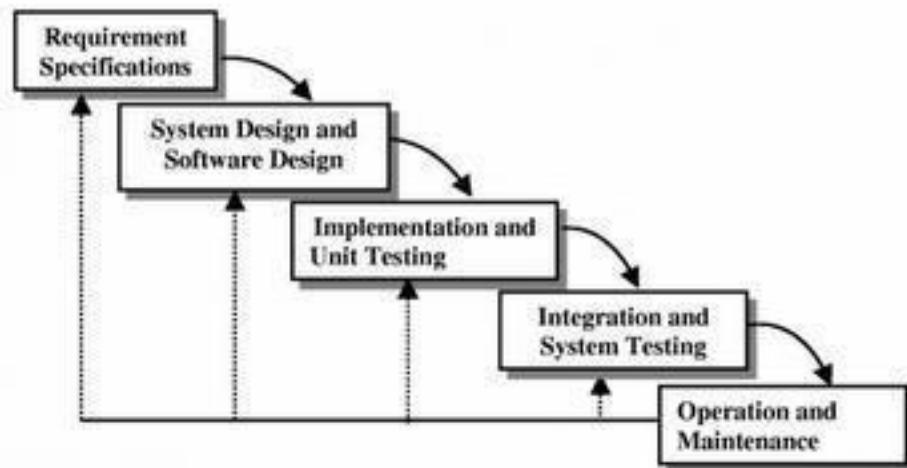 Requirement
Specifications
System Design and
Software Design
Implementation and
Unit Testing
Integration and
System Testing
Operation and
Maintenance